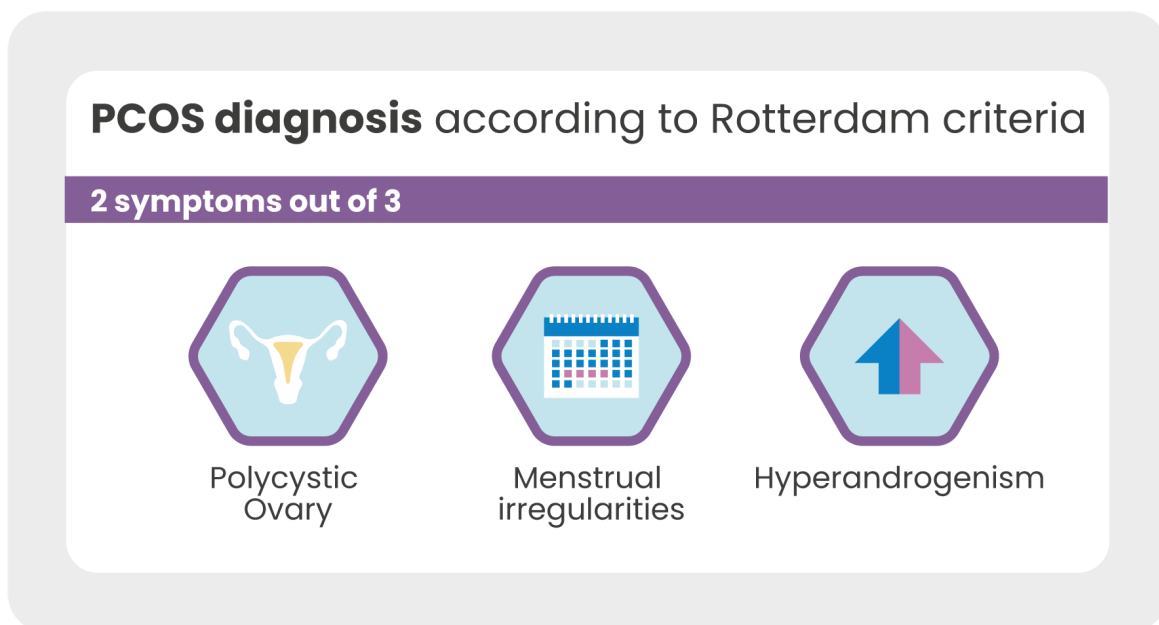 PCOS diagnosis according to Rotterdam criteria
2 symptoms out of 3
Polycystic
Ovary
Menstrual
irregularities
Hyperandrogenism